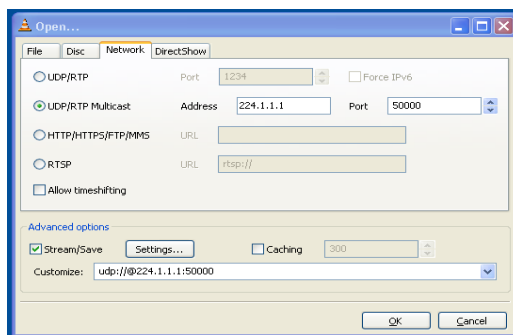 Open...
File Disc Network DirectShow
UDP/RTP Port 1234 Force IPv6
UDP/RTP Multicast Address 224.1.1.1 Port 50000
HTTP/HTTPS/FTP/MMS URL
RTSP URL rtsp://
Allow timeshifting
Advanced options
Stream/Save Settings... Caching 300
Customize: udp://@224.1.1.1:50000
OK Cancel